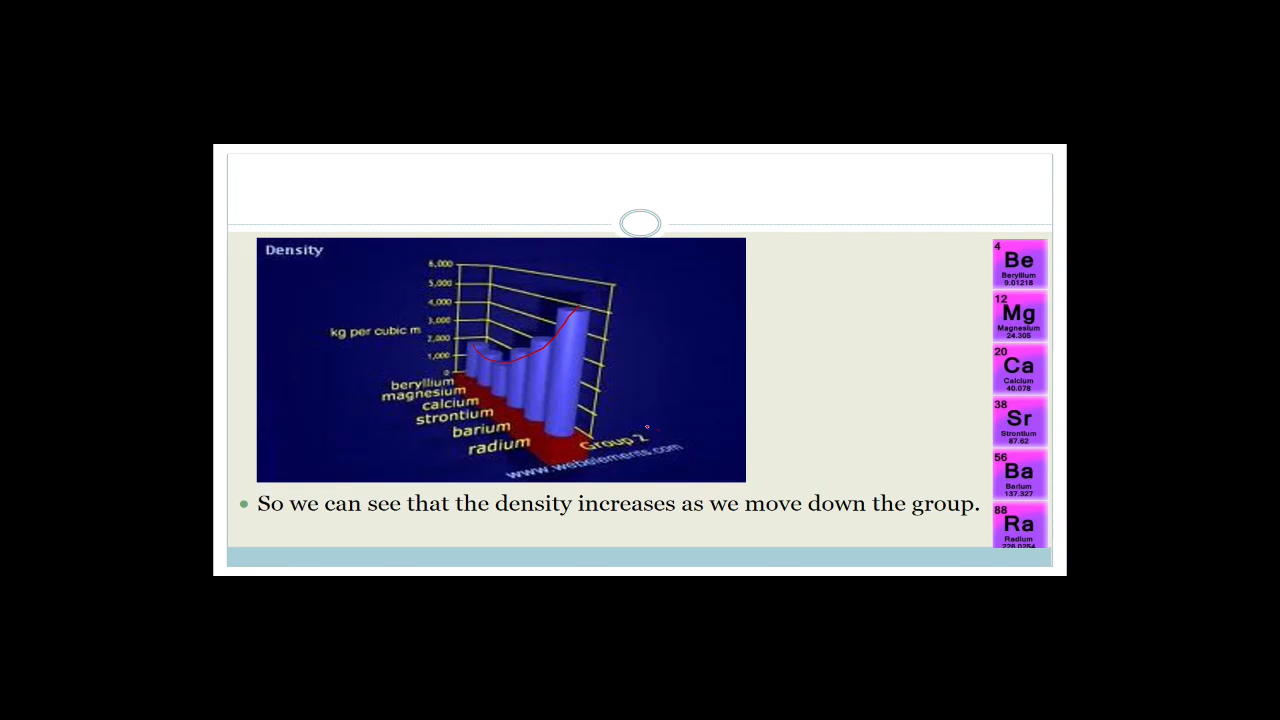 Density
6,000
5,000
4,000
3,000
2,000
1,000
0
kg per cubic m
beryllium
magnesium
calcium
strontium
barium
radium
Group 2
www.webelements.com
So we can see that the density increases as we move down the group.
4
Be
Beryllium
9.01218
12
Mg
Magnesium
24.305
20
Ca
Calcium
40.078
38
Sr
Strontium
87.62
56
Ba
Barium
137.327
88
Ra
Radium
226.0254